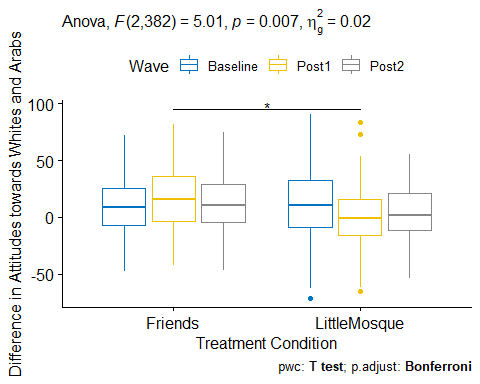 Anova, F(2,382) = 5.01, p = 0.007, η²g = 0.02
Wave Baseline Post1 Post2
Difference in Attitudes towards Whites and Arabs
100
50
0
-50
*
Friends LittleMosque
Treatment Condition
pwc: T test; p.adjust: Bonferroni